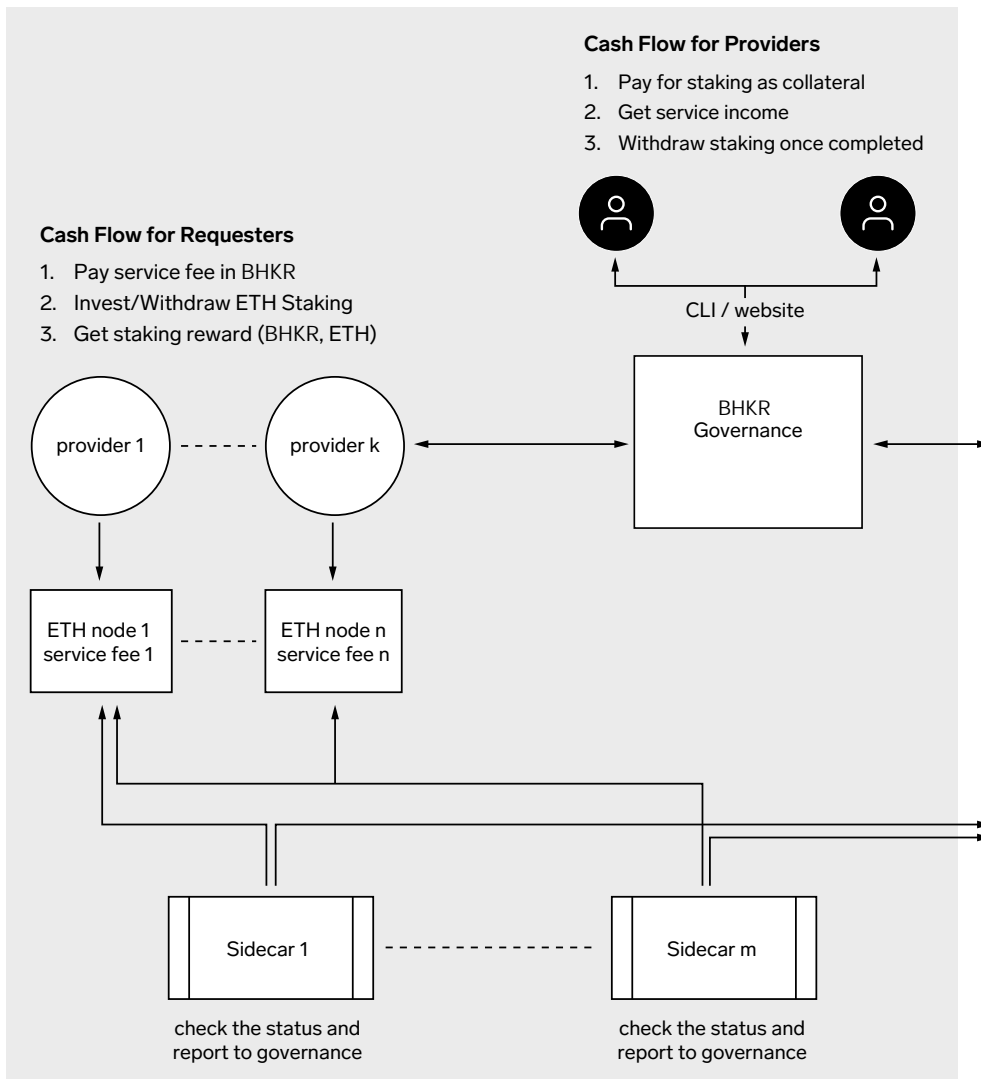 Cash Flow for Providers
1. Pay for staking as collateral
2. Get service income
3. Withdraw staking once completed
Cash Flow for Requesters
1. Pay service fee in BHKR
2. Invest/Withdraw ETH Staking
3. Get staking reward (BHKR, ETH)
CLI / website
provider 1
provider k
BHKR
Governance
ETH node 1
service fee 1
ETH node n
service fee n
Sidecar 1
Sidecar m
check the status and
report to governance
check the status and
report to governance